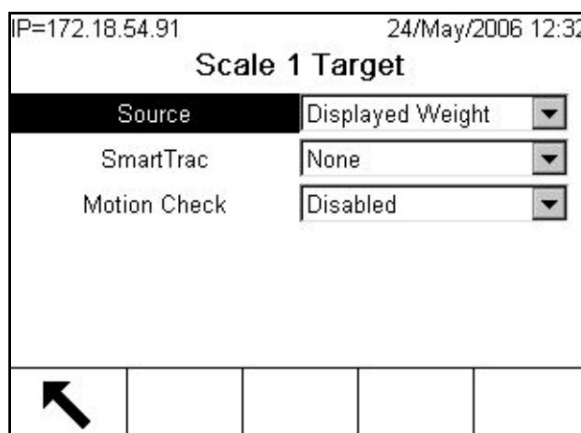 IP=172.18.54.91 24/May/2006 12:32
Scale 1 Target
Source Displayed Weight
SmartTrac None
Motion Check Disabled